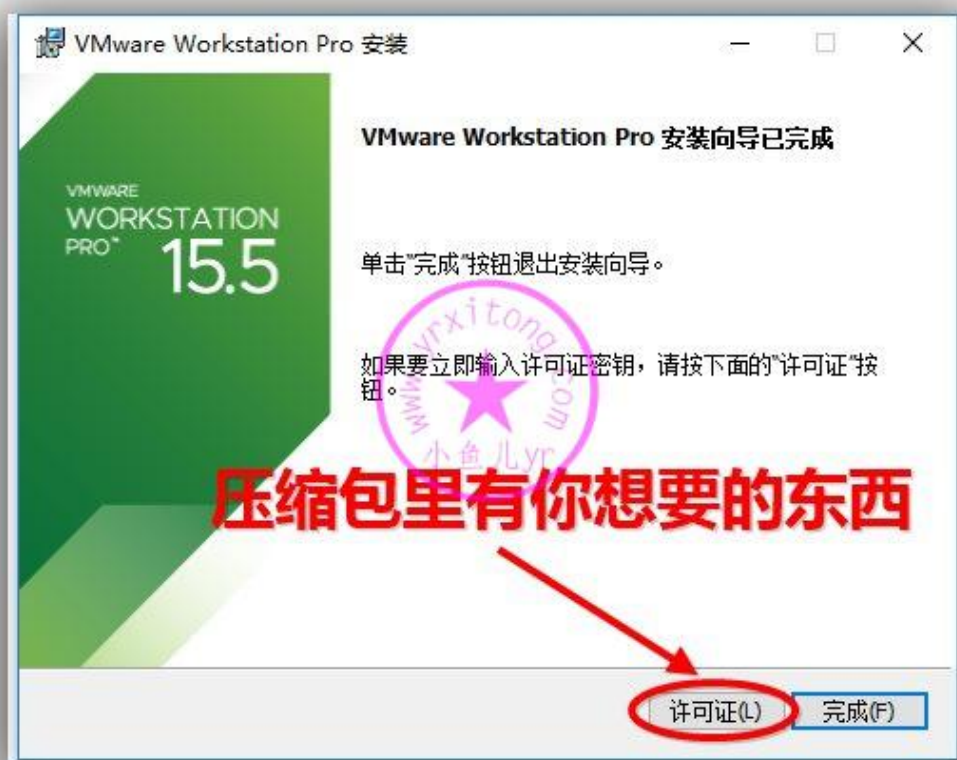 VMware Workstation Pro 安装
VMware Workstation Pro 安装向导已完成
VMWARE
WORKSTATION
PRO™
15.5
单击"完成"按钮退出安装向导。
如果要立即输入许可证密钥，请按下面的"许可证"按
钮。
www.yrxitong.com
小鱼儿yr
压缩包里有你想要的东西
许可证(L)
完成(F)